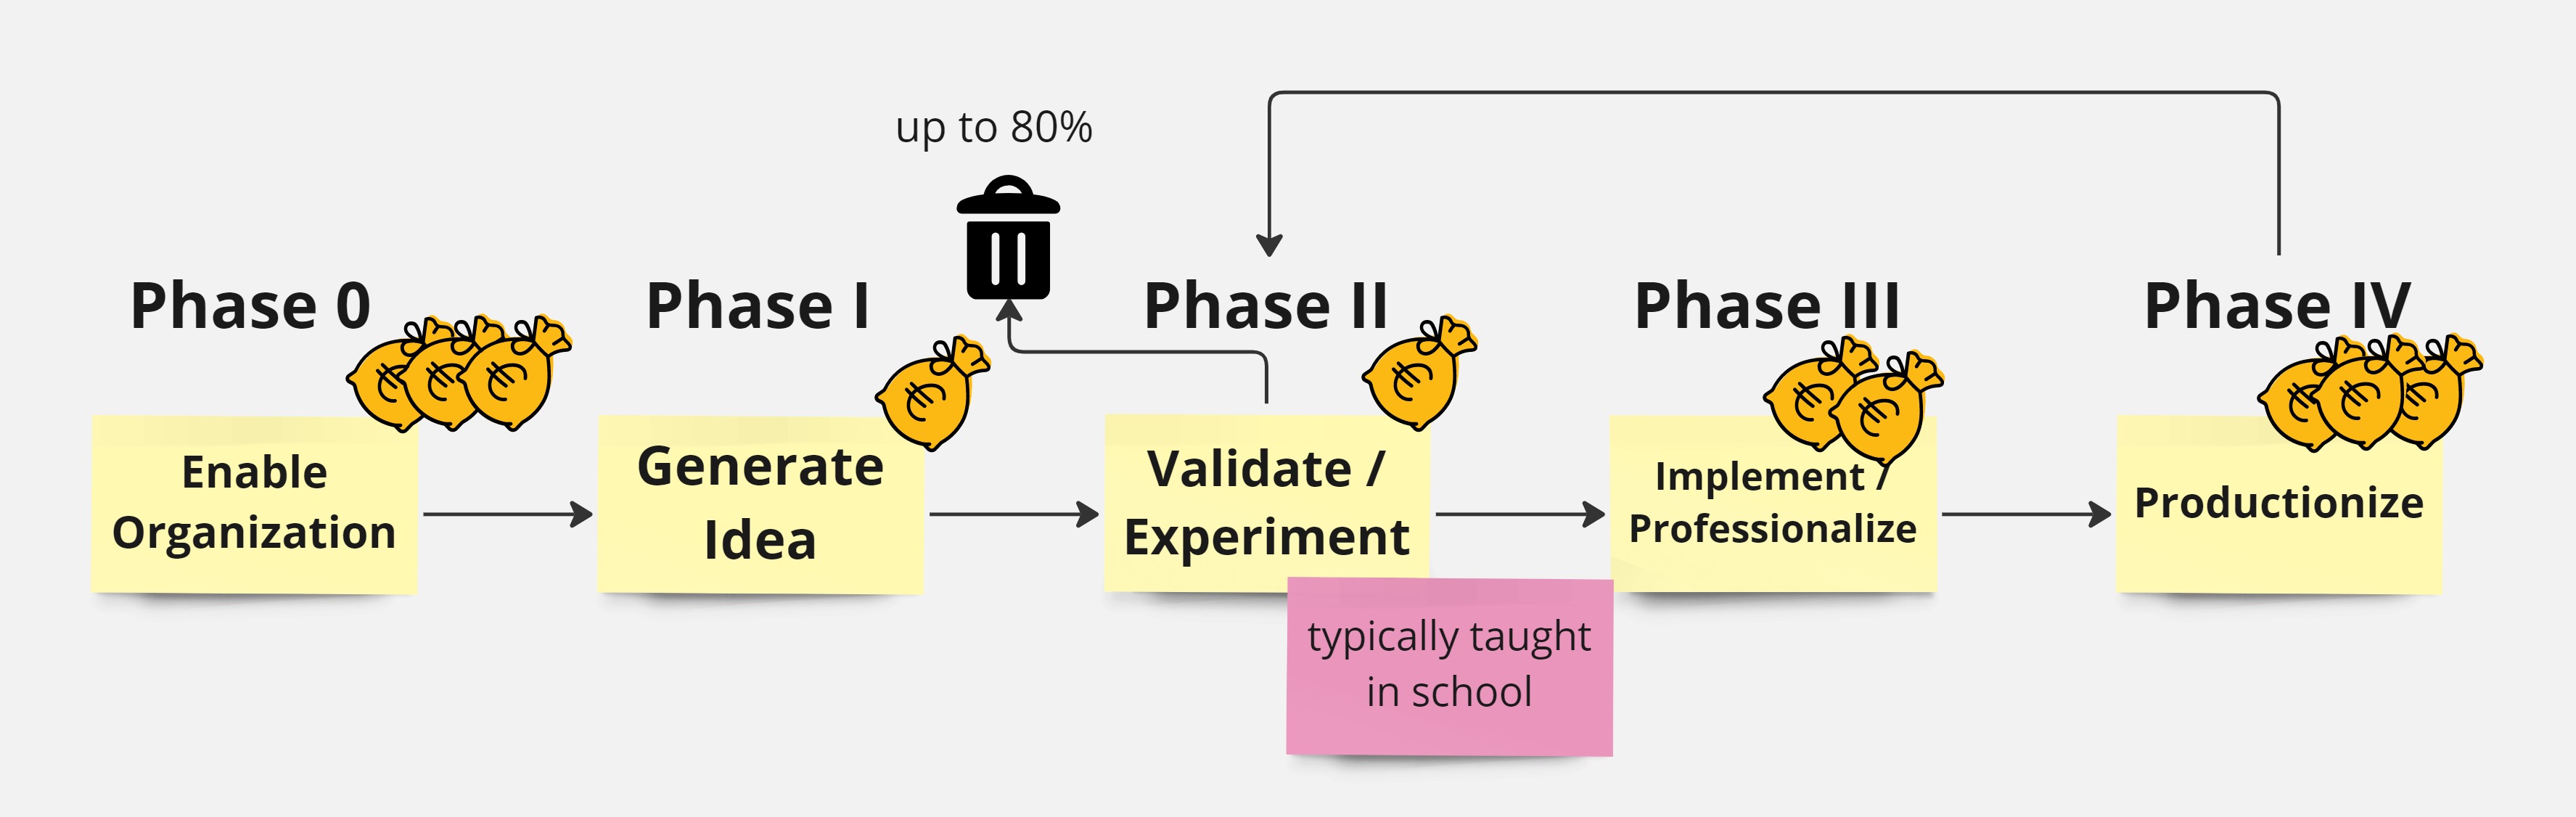 up to 80%
Phase 0
Phase I
Phase II
Phase III
Phase IV
Enable
Organization
Generate
Idea
Validate /
Experiment
Implement /
Professionalize
Productionize
typically taught
in school